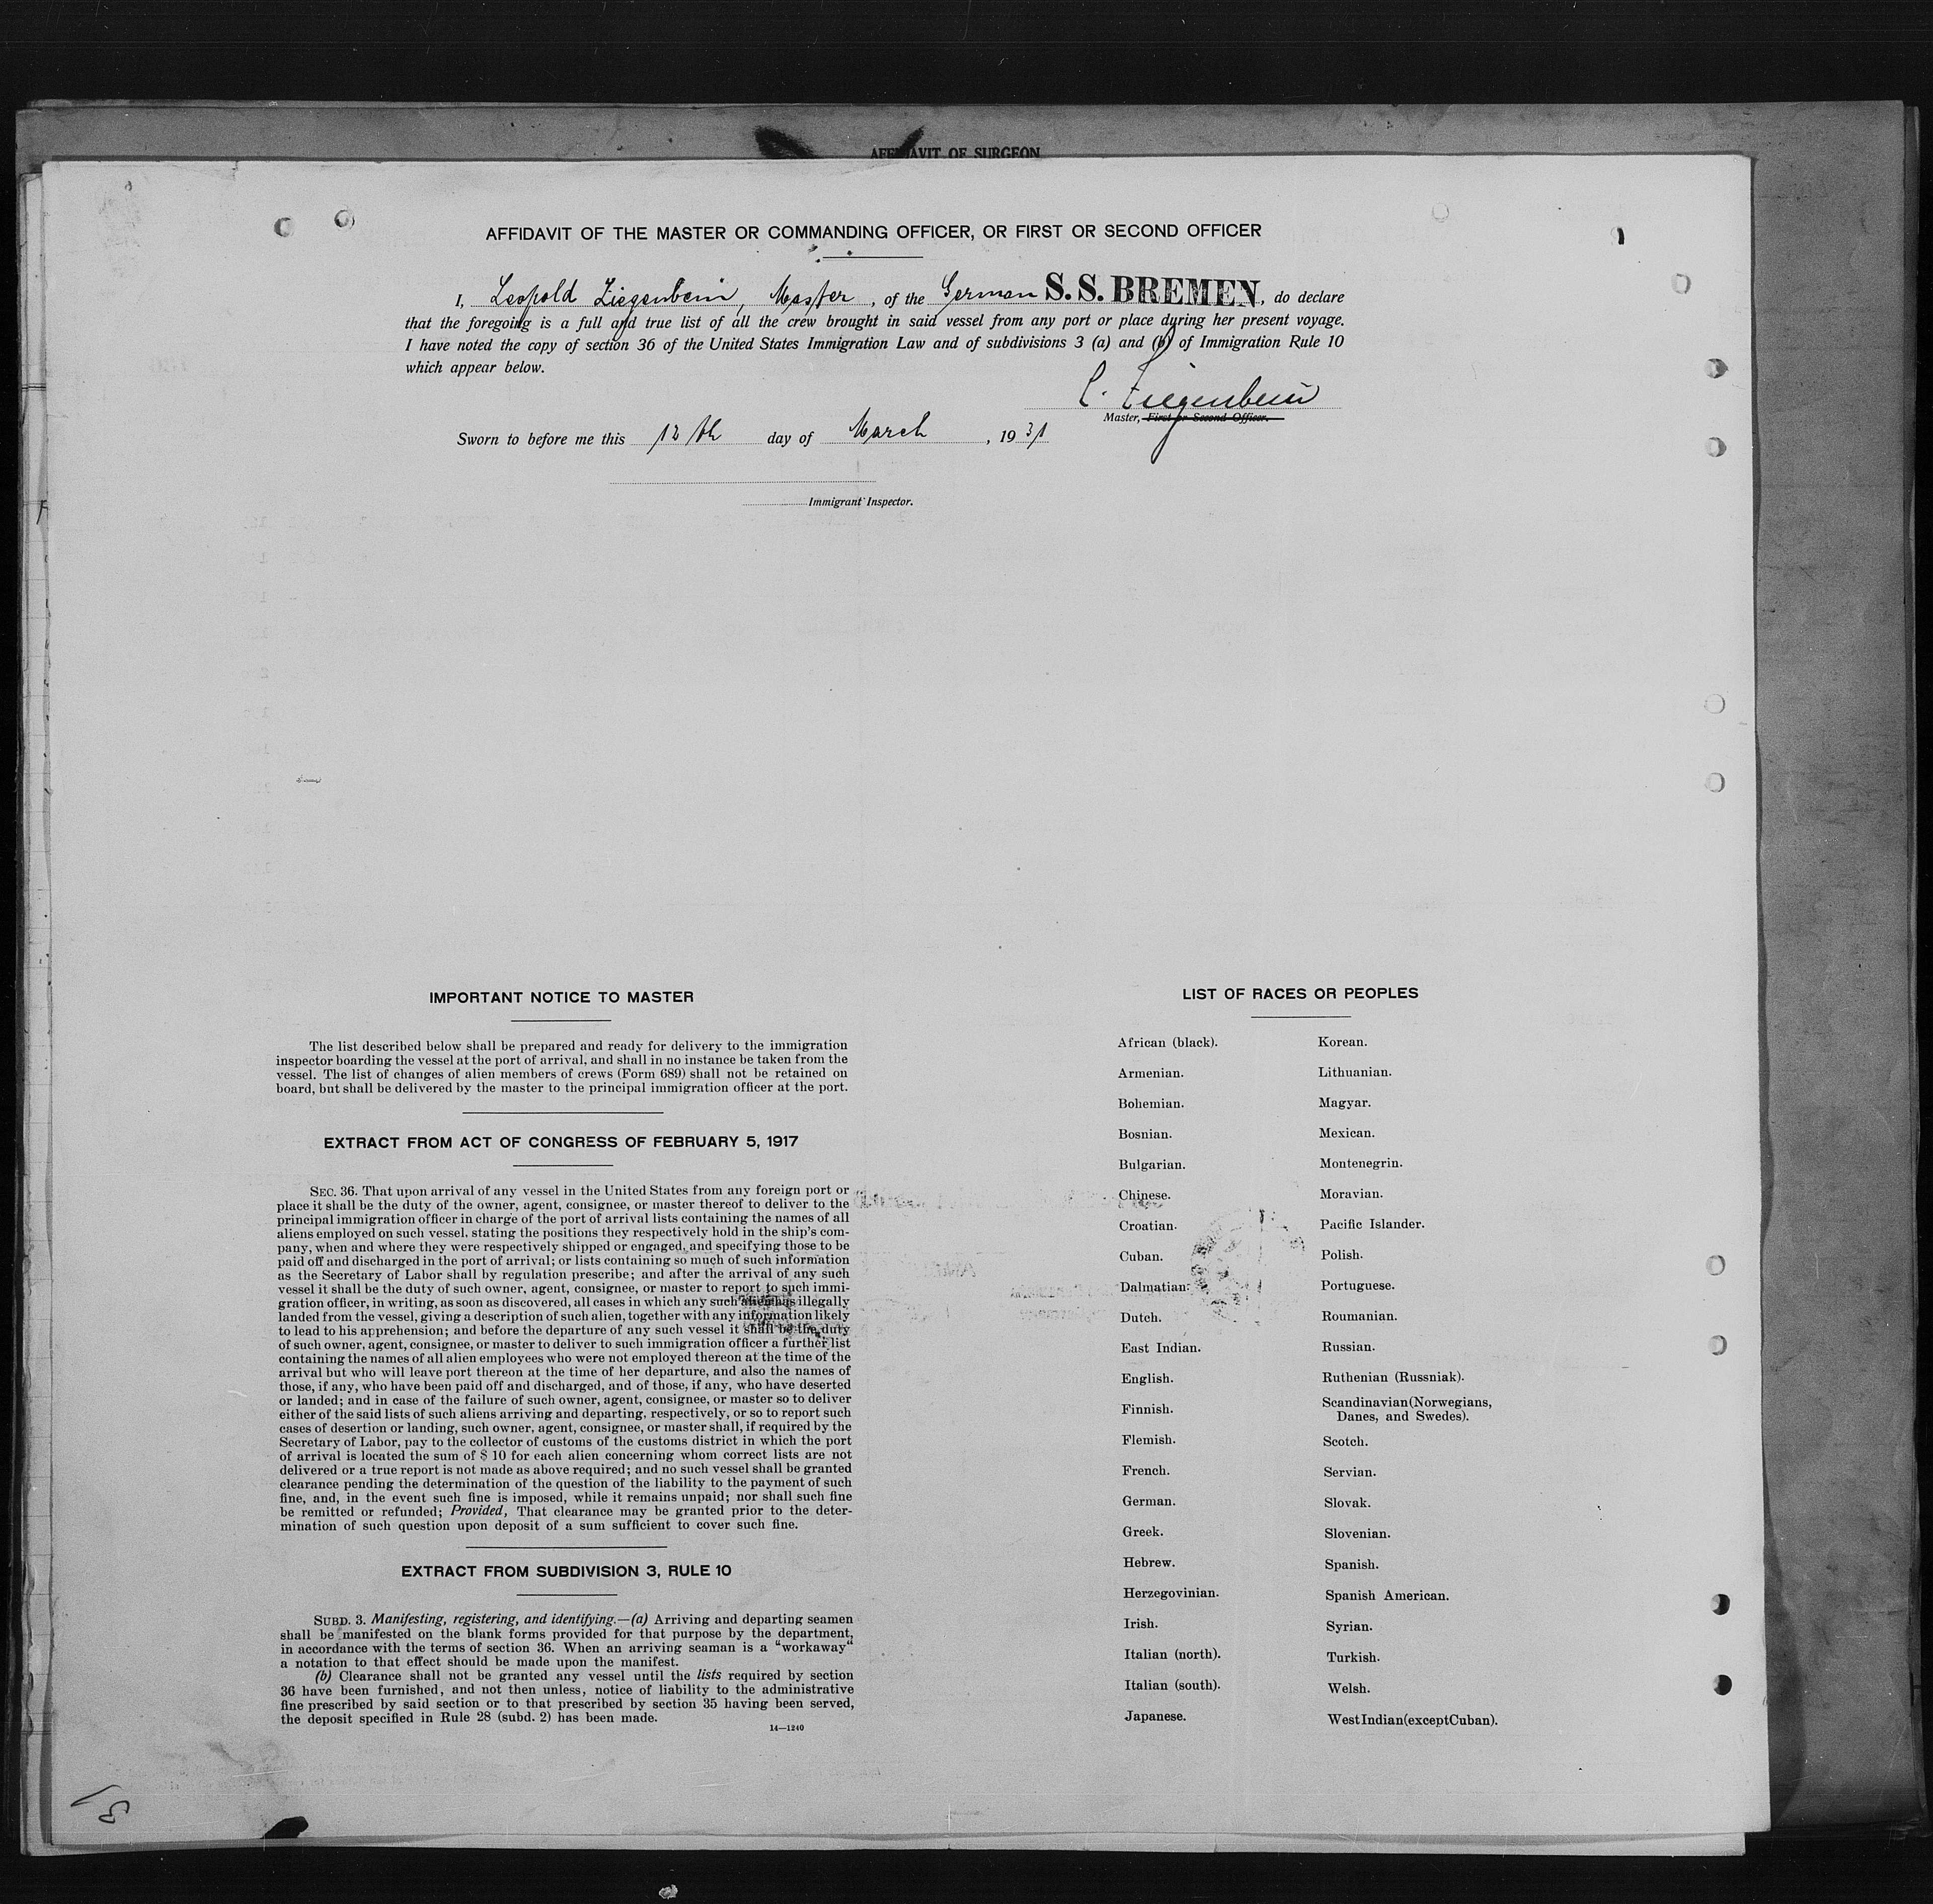 AFFIDAVIT OF SURGEON
AFFIDAVIT OF THE MASTER OR COMMANDING OFFICER, OR FIRST OR SECOND OFFICER
I, Leopold Ziegenbein, Master, of the German S. S. BREMEN, do declare
that the foregoing is a full and true list of all the crew brought in said vessel from any port or place during her present voyage.
I have noted the copy of section 36 of the United States Immigration Law and of subdivisions 3 (a) and (b) of Immigration Rule 10
which appear below.
L. Ziegenbein
Master, First or Second Officer.
Sworn to before me this 12th day of March, 1931
Immigrant Inspector.
IMPORTANT NOTICE TO MASTER
The list described below shall be prepared and ready for delivery to the immigration
inspector boarding the vessel at the port of arrival, and shall in no instance be taken from the
vessel. The list of changes of alien members of crews (Form 689) shall not be retained on
board, but shall be delivered by the master to the principal immigration officer at the port.
EXTRACT FROM ACT OF CONGRESS OF FEBRUARY 5, 1917
SEC. 36. That upon arrival of any vessel in the United States from any foreign port or
place it shall be the duty of the owner, agent, consignee, or master thereof to deliver to the
principal immigration officer in charge of the port of arrival lists containing the names of all
aliens employed on such vessel, stating the positions they respectively hold in the ship's com-
pany, when and where they were respectively shipped or engaged, and specifying those to be
paid off and discharged in the port of arrival; or lists containing so much of such information
as the Secretary of Labor shall by regulation prescribe; and after the arrival of any such
vessel it shall be the duty of such owner, agent, consignee, or master to report to such immi-
gration officer, in writing, as soon as discovered, all cases in which any such alien has illegally
landed from the vessel, giving a description of such alien, together with any information likely
to lead to his apprehension; and before the departure of any such vessel it shall be the duty
of such owner, agent, consignee, or master to deliver to such immigration officer a further list
containing the names of all alien employees who were not employed thereon at the time of the
arrival but who will leave port thereon at the time of her departure, and also the names of
those, if any, who have been paid off and discharged, and of those, if any, who have deserted
or landed; and in case of the failure of such owner, agent, consignee, or master so to deliver
either of the said lists of such aliens arriving and departing, respectively, or so to report such
cases of desertion or landing, such owner, agent, consignee, or master shall, if required by the
Secretary of Labor, pay to the collector of customs of the customs district in which the port
of arrival is located the sum of $ 10 for each alien concerning whom correct lists are not
delivered or a true report is not made as above required; and no such vessel shall be granted
clearance pending the determination of the question of the liability to the payment of such
fine, and, in the event such fine is imposed, while it remains unpaid; nor shall such fine
be remitted or refunded; Provided, That clearance may be granted prior to the deter-
mination of such question upon deposit of a sum sufficient to cover such fine.
EXTRACT FROM SUBDIVISION 3, RULE 10
SUBD. 3. Manifesting, registering, and identifying.—(a) Arriving and departing seamen
shall be manifested on the blank forms provided for that purpose by the department,
in accordance with the terms of section 36. When an arriving seaman is a “workaway“
a notation to that effect should be made upon the manifest.
(b) Clearance shall not be granted any vessel until the lists required by section
36 have been furnished, and not then unless, notice of liability to the administrative
fine prescribed by said section or to that prescribed by section 35 having been served,
the deposit specified in Rule 28 (subd. 2) has been made.
14—1240
LIST OF RACES OR PEOPLES
African (black).
Armenian.
Bohemian.
Bosnian.
Bulgarian.
Chinese.
Croatian.
Cuban.
Dalmatian.
Dutch.
East Indian.
English.
Finnish.
Flemish.
French.
German.
Greek.
Hebrew.
Herzegovinian.
Irish.
Italian (north).
Italian (south).
Japanese.
Korean.
Lithuanian.
Magyar.
Mexican.
Montenegrin.
Moravian.
Pacific Islander.
Polish.
Portuguese.
Roumanian.
Russian.
Ruthenian (Russniak).
Scandinavian(Norwegians,
Danes, and Swedes).
Scotch.
Servian.
Slovak.
Slovenian.
Spanish.
Spanish American.
Syrian.
Turkish.
Welsh.
WestIndian(exceptCuban).